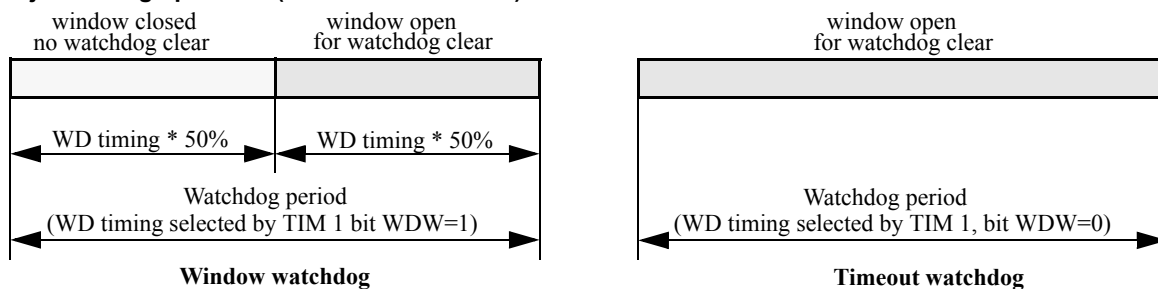 window closed
no watchdog clear
window open
for watchdog clear
WD timing * 50%
WD timing * 50%
Watchdog period
(WD timing selected by TIM 1 bit WDW=1)
Window watchdog
window open
for watchdog clear
Watchdog period
(WD timing selected by TIM 1, bit WDW=0)
Timeout watchdog